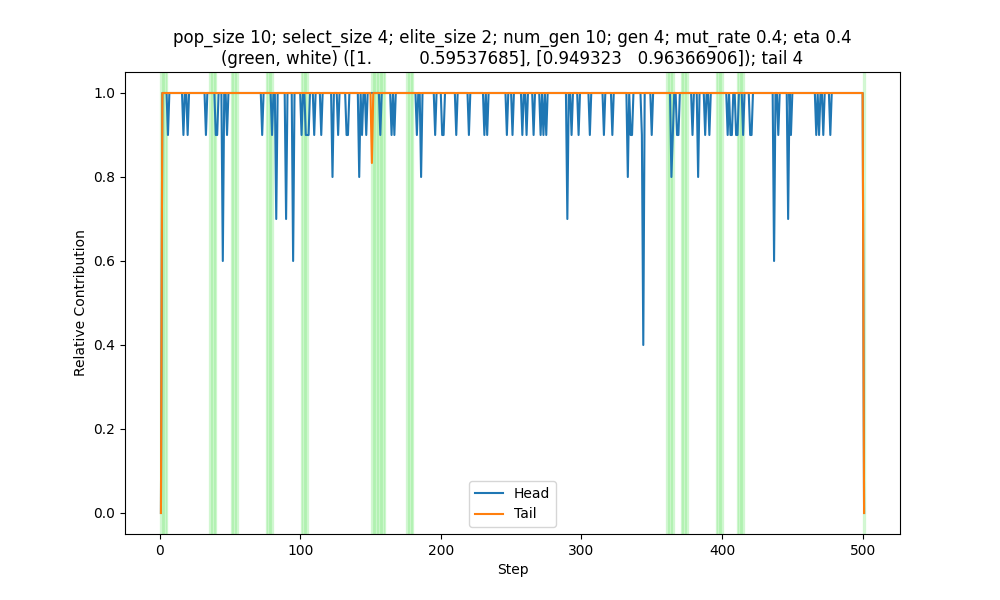 pop_size 10; select_size 4; elite_size 2; num_gen 10; gen 4; mut_rate 0.4; eta 0.4
(green, white) ([1.         0.59537685], [0.949323   0.96366906]); tail 4
1.0
0.8
0.6
0.4
0.2
0.0
Relative Contribution
Head
Tail
0
100
200
300
400
500
Step